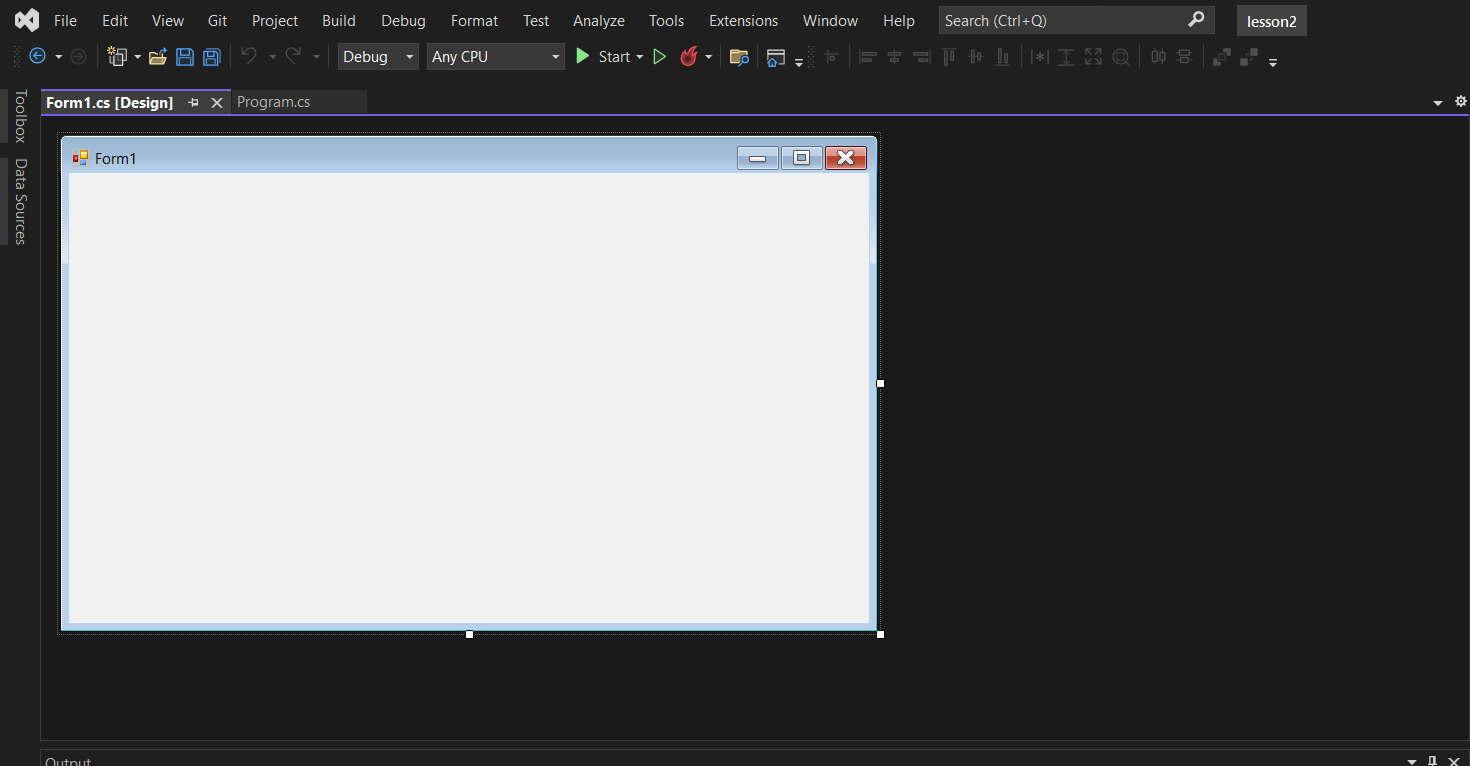 File Edit View Git Project Build Debug Format Test Analyze Tools Extensions Window Help Search (Ctrl+Q) lesson2
Debug Any CPU Start
Toolbox
Data Sources
Form1.cs [Design] Program.cs
Form1
Output